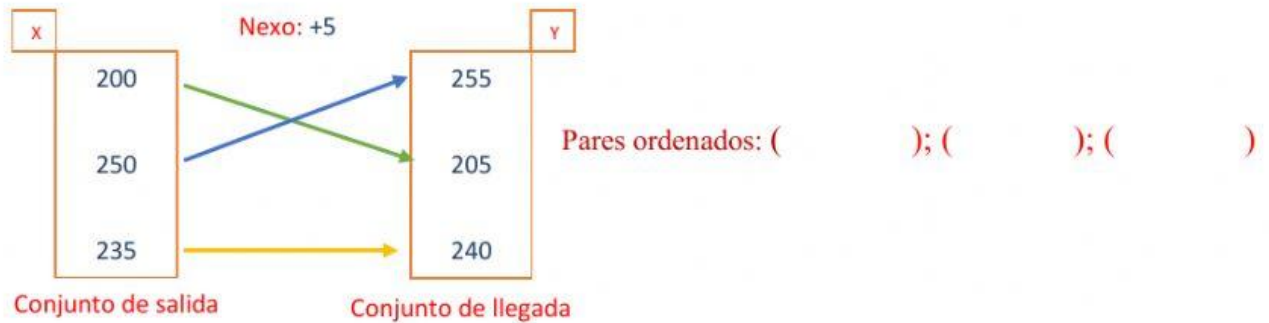 X Nexo: +5 Y
200 255
250 205
235 240
Pares ordenados: ( ); ( ); ( )
Conjunto de salida Conjunto de llegada